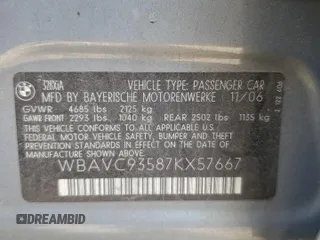 BMW
328XiA
VEHICLE TYPE: PASSENGER CAR
MFD BY BAYERISCHE MOTORENWERKE 11/06
GVWR 4685 lbs 2125 kg
GAWR FRONT 2293 lbs 1040 kg REAR 2502 lbs 1135 kg
THIS VEHICLE CONFORMS TO ALL APPLICABLE
U.S. FEDERAL MOTOR VEHICLE SAFETY,
BUMPER AND THEFT PREVENTION STANDARDS
IN EFFECT ON THE DATE OF MANUFACTURE
SHOWN ABOVE
WBAVC93587KX57667
DREAMBID